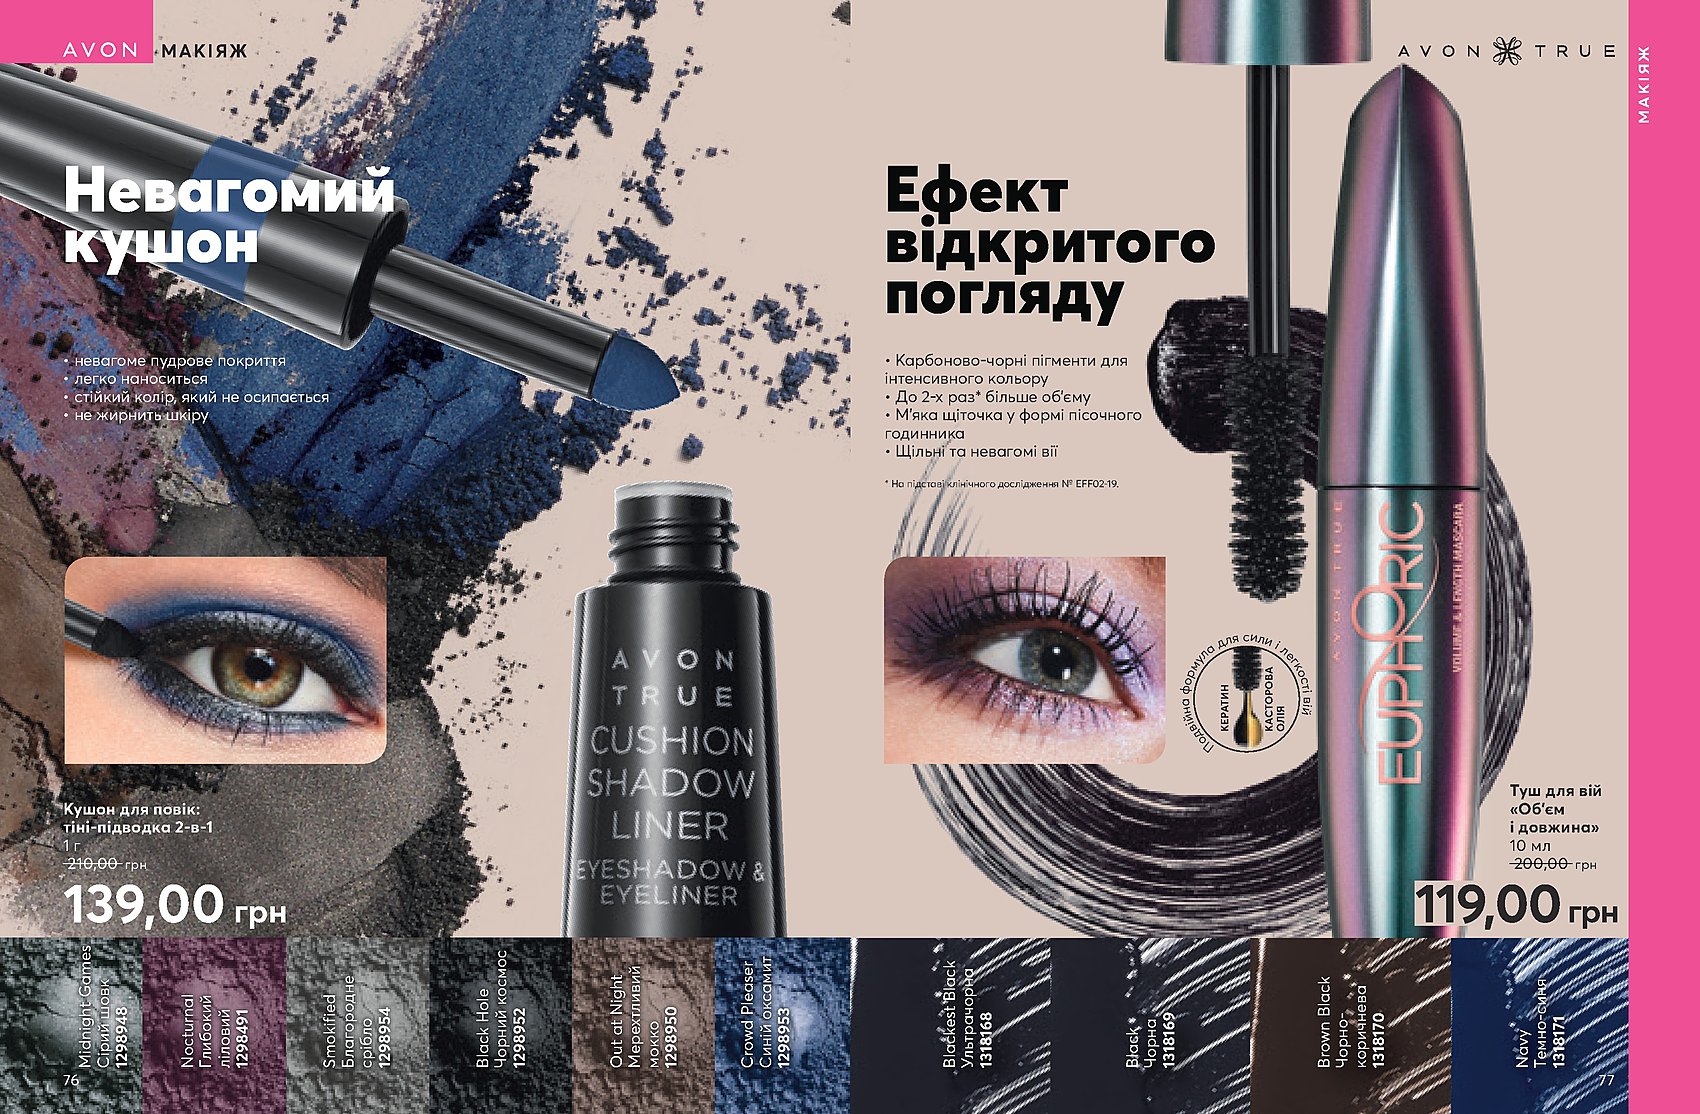 AVON МАКІЯЖ
Невагомий
кушон
• невагоме пудрове покриття
• легко наноситься
• стійкий колір, який не осипається
• не жирнить шкіру
AVON
TRUE
CUSHION
SHADOW
LINER
EYESHADOW &
EYELINER
Кушон для повік:
тіні-підводка 2-в-1
1 г
210,00 грн
139,00 грн
Midnight Games
Сірий шовк
1298948
Nocturnal
Глибокий
ліловий
1298491
Smokified
Благородне
срібло
1298954
Black Hole
Чорний космос
1298952
Out at Night
Мерехтливий
мокко
1298950
Crowd Pleaser
Синій оксамит
1298953
76
AVON TRUE
МАКІЯЖ
Ефект
відкритого
погляду
• Карбоново-чорні пігменти для
інтенсивного кольору
• До 2-х раз* більше об'єму
• М'яка щіточка у формі пісочного
годинника
• Щільні та невагомі вії
* На підставі клінічного дослідження № EFF02-19.
Подвійна формула для сили і легкості вій
КЕРАТИН
КАСТОРОВА
ОЛІЯ
AVON TRUE
EUPHORIC
VOLUME & LENGTH MASCARA
Туш для вій
«Об'єм
і довжина»
10 мл
200,00 грн
119,00 грн
Blackest Black
Ультрачорна
1318168
Black
Чорна
1318169
Brown Black
Чорно-
коричнева
1318170
Navy
Темно-синя
1318171
77